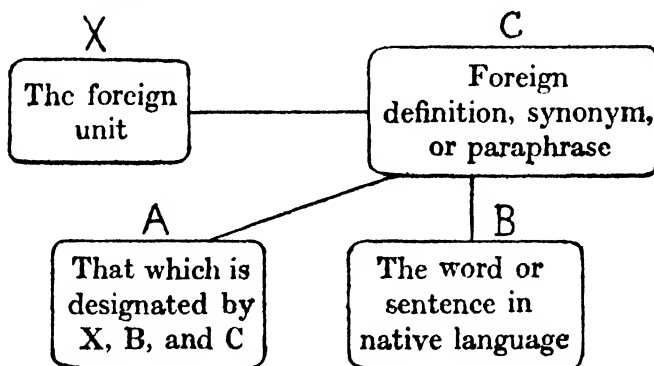 X
The foreign
unit
C
Foreign
definition, synonym,
or paraphrase
A
That which is
designated by
X, B, and C
B
The word or
sentence in
native language